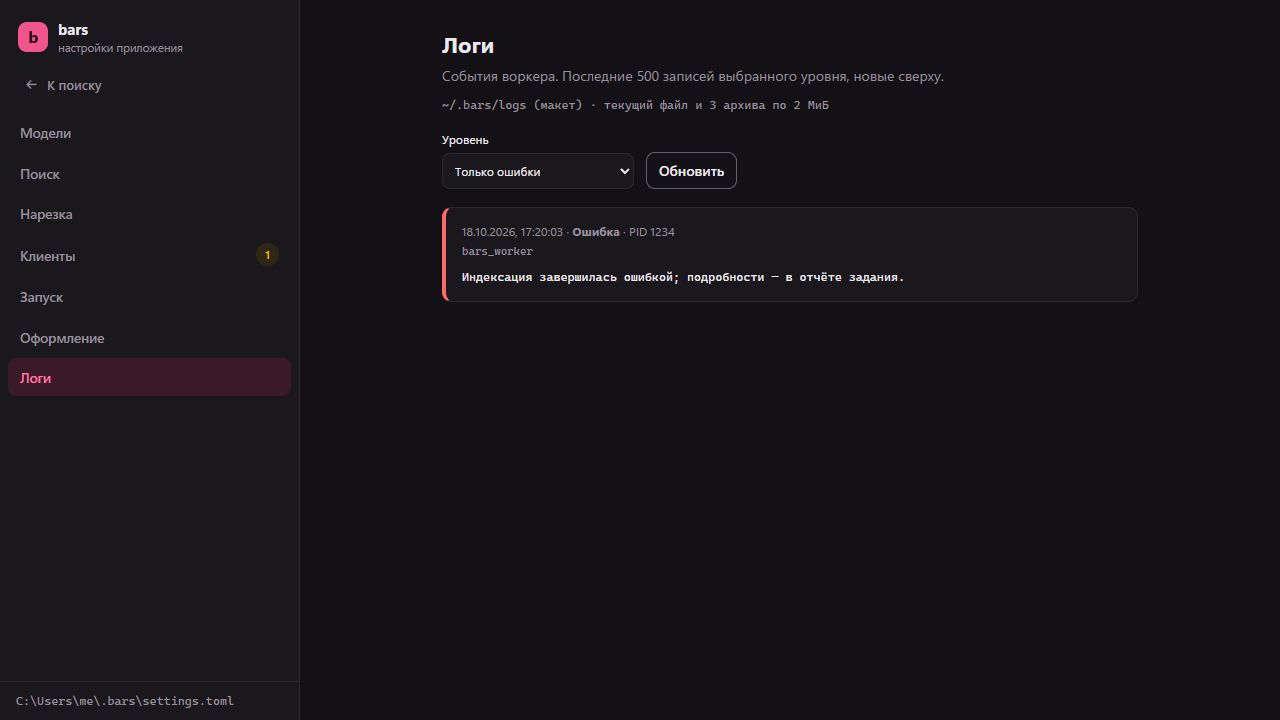 b
bars
настройки приложения
← К поиску
Модели
Поиск
Нарезка
Клиенты 1
Запуск
Оформление
Логи
C:\Users\me\.bars\settings.toml
Логи
События воркера. Последние 500 записей выбранного уровня, новые сверху.
~/.bars/logs (макет) · текущий файл и 3 архива по 2 МиБ
Уровень
Только ошибки
Обновить
18.10.2026, 17:20:03 · Ошибка · PID 1234
bars_worker
Индексация завершилась ошибкой; подробности — в отчёте задания.